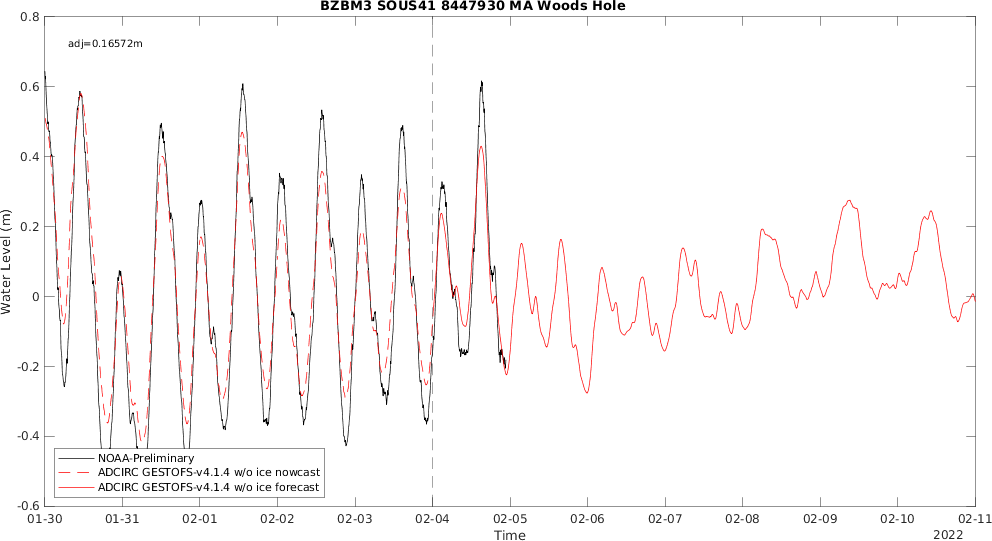 BZBM3 SOUS41 8447930 MA Woods Hole
adj=0.16572m
0.8
0.6
0.4
0.2
0
-0.2
-0.4
-0.6
Water Level (m)
NOAA-Preliminary
ADCIRC GESTOFS-v4.1.4 w/o ice nowcast
ADCIRC GESTOFS-v4.1.4 w/o ice forecast
01-30 01-31 02-01 02-02 02-03 02-04 02-05 02-06 02-07 02-08 02-09 02-10 02-11
Time
2022